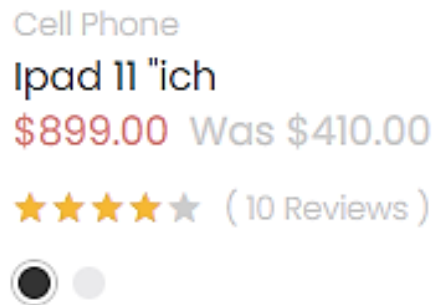 Cell Phone
Ipad 11 "ich
$899.00 Was $410.00
( 10 Reviews )